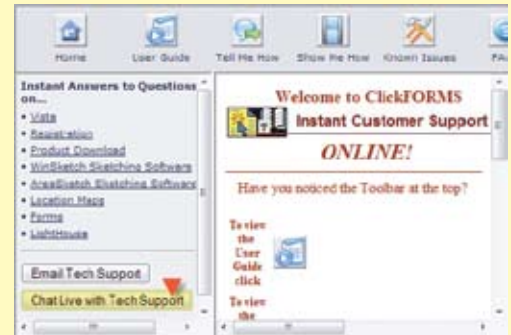 Home User Guide Tell Me How Show Me How Known Issues FA
Instant Answers to Questions
on...
• Vista
• Registration
• Product Download
• WinSketch Sketching Software
• AreaSketch Sketching Software
• Location Maps
• Forms
• LightHouse
Email Tech Support
Chat Live with Tech Support
Welcome to ClickFORMS
Instant Customer Support
ONLINE!
Have you noticed the Toolbar at the top?
To view
the
User
Guide
click
To view
the